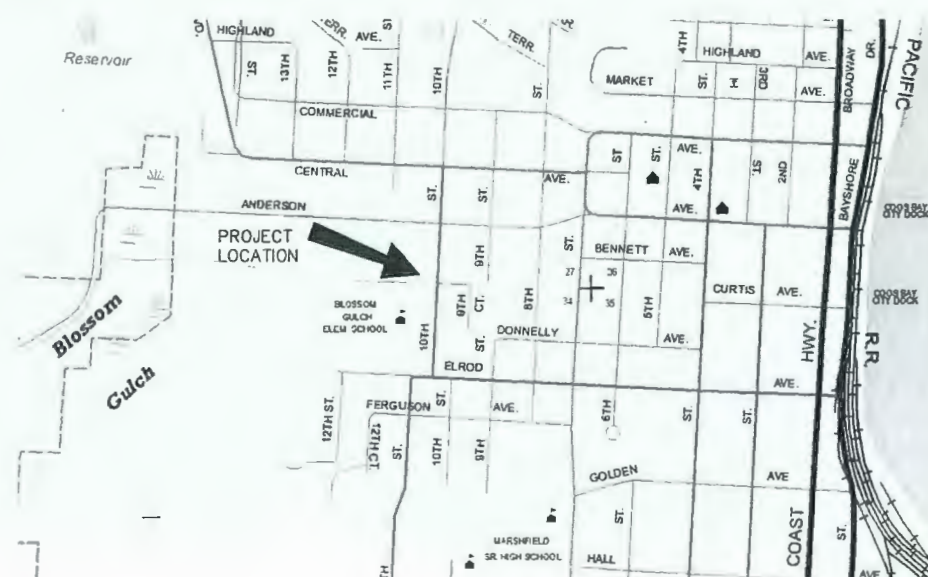 HIGHLAND
AVE.
ST.
13TH
12TH
TERR.
11TH
ST
10TH
TERR.
ST.
4TH
HIGHLAND
AVE.
MARKET
ST.
3RD
AVE.
BROADWAY
DR.
PACIFIC
Reservoir
COMMERCIAL
CENTRAL
AVE.
ST
ST.
AVE.
4TH
AVE.
1ST
2ND
BAYSHORE
ANDERSON
ST.
ST.
COOS BAY
CITY DOCK
PROJECT
LOCATION
9TH
ST.
BENNETT
AVE.
27
26
34
35
CURTIS
AVE.
COOS BAY
CITY DOCK
BLOSSOM
GULCH
ELEM SCHOOL
10TH
9TH
CT.
8TH
5TH
DONNELLY
AVE.
ST.
ELROD
AVE.
HWY.
R.R.
Blossom
Gulch
12TH ST.
FERGUSON
AVE.
12TH CT.
ST.
ST.
10TH
9TH
6TH
ST.
ST.
GOLDEN
AVE
ST.
MARSHFIELD
SR. HIGH SCHOOL
HALL
COAST
ST.
AVE